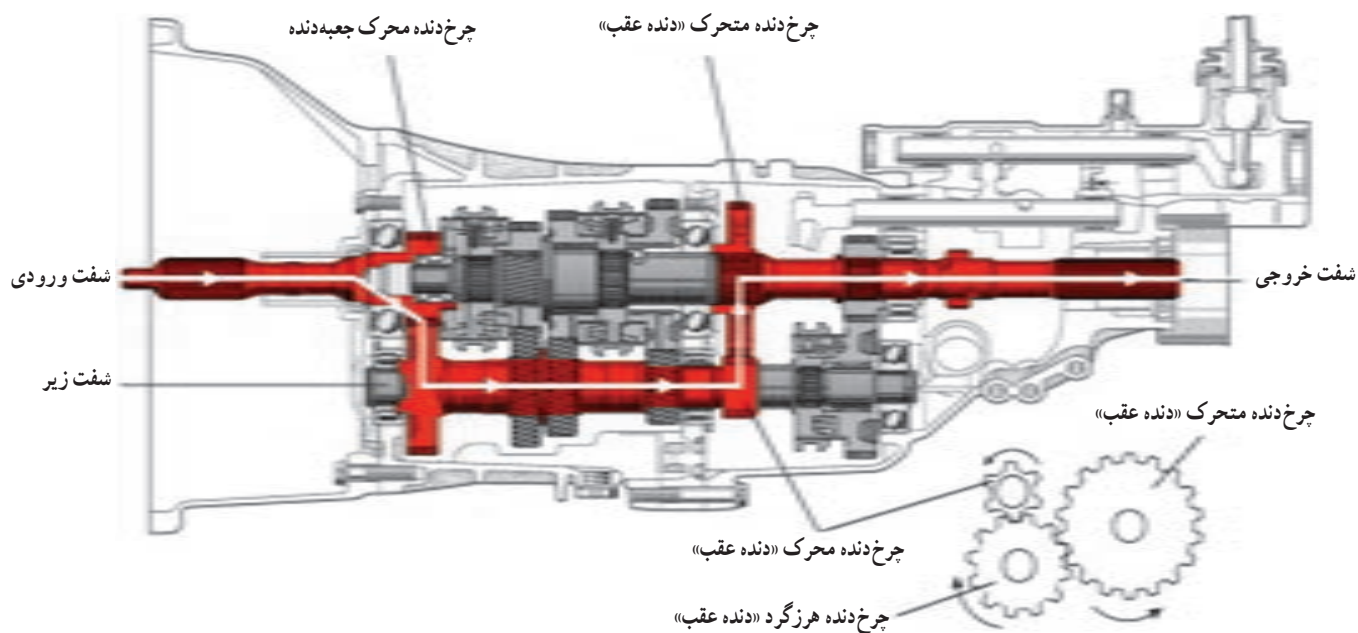 چرخ‌دنده متحرک «دنده عقب»
چرخ‌دنده محرک جعبه‌دنده
شفت ورودی
شفت خروجی
شفت زیر
چرخ‌دنده متحرک «دنده عقب»
چرخ‌دنده محرک «دنده عقب»
چرخ‌دنده هرزگرد «دنده عقب»